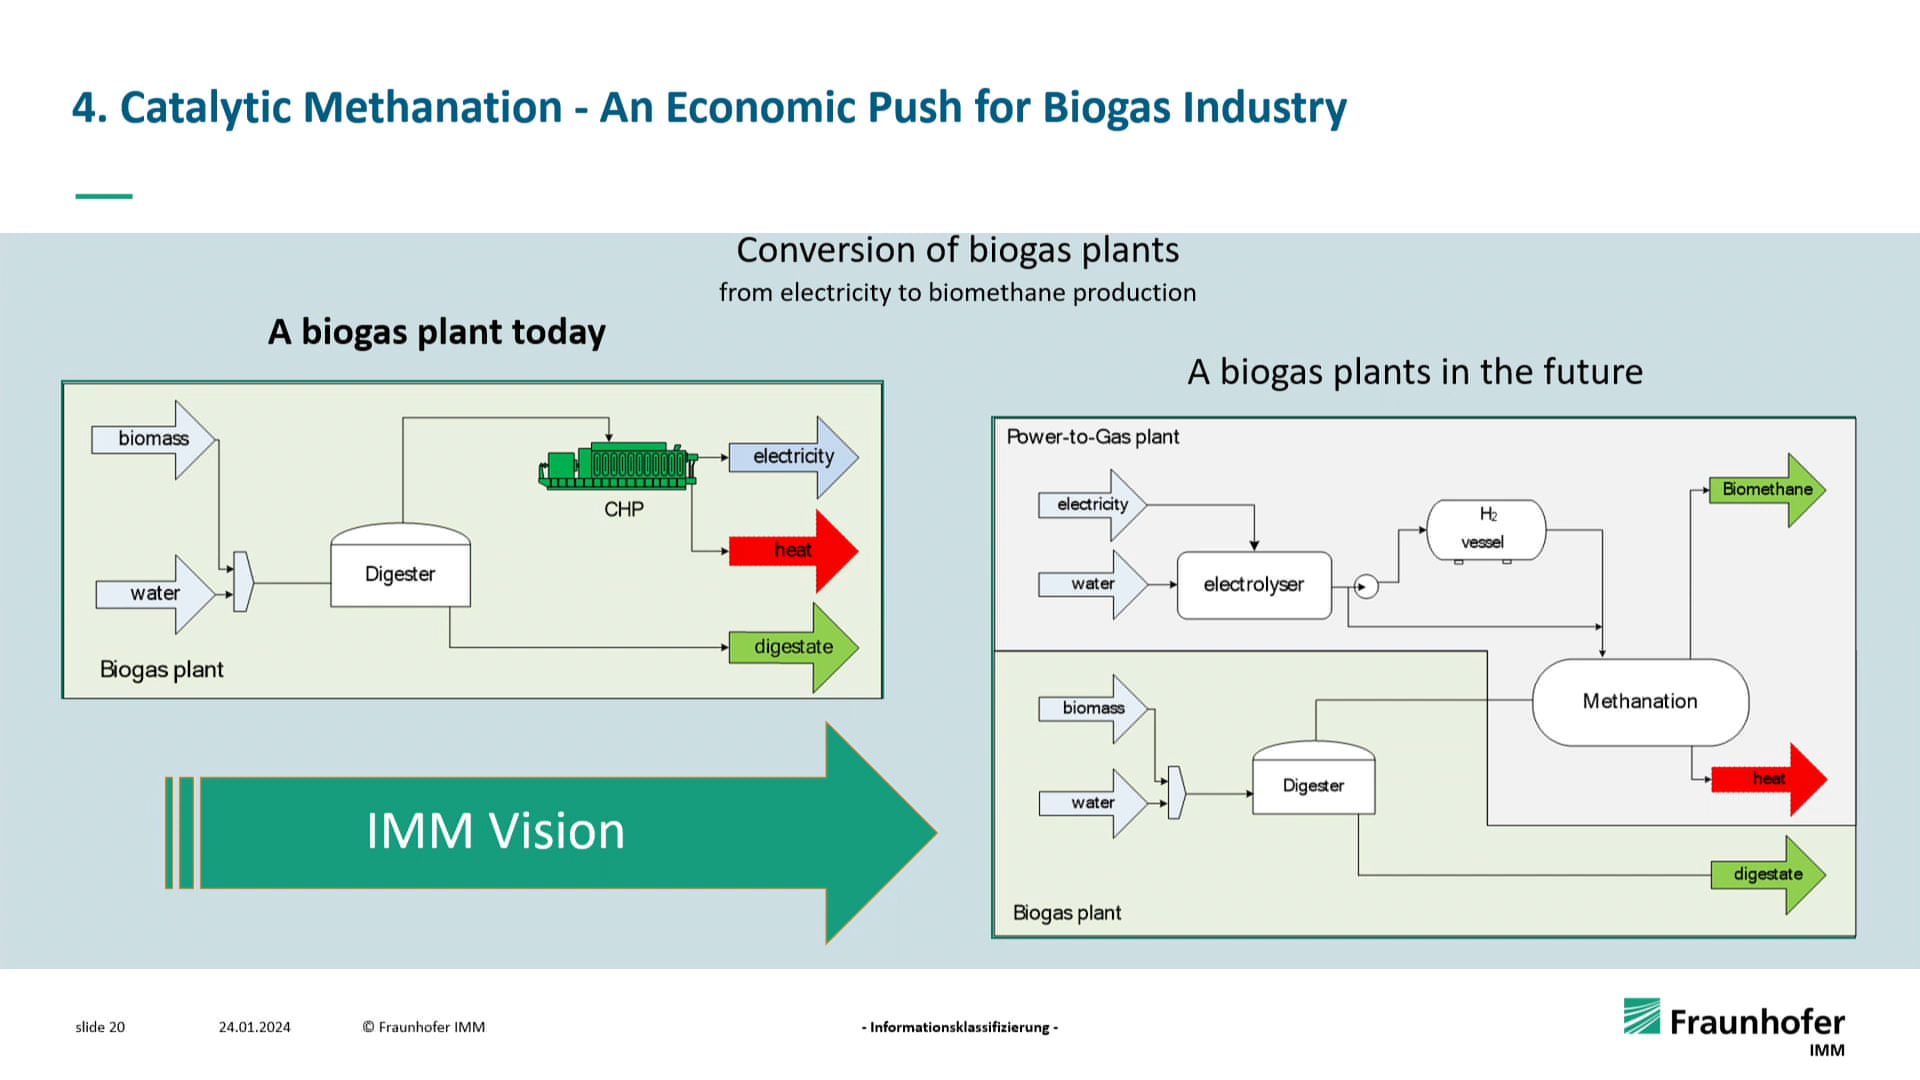 4. Catalytic Methanation - An Economic Push for Biogas Industry
Conversion of biogas plants
from electricity to biomethane production
A biogas plant today
biomass
water
Digester
CHP
electricity
heat
digestate
Biogas plant
IMM Vision
A biogas plants in the future
Power-to-Gas plant
electricity
water
electrolyser
H2
vessel
Biomethane
Methanation
heat
biomass
water
Digester
digestate
Biogas plant
slide 20
24.01.2024
© Fraunhofer IMM
- Informationsklassifizierung -
Fraunhofer
IMM